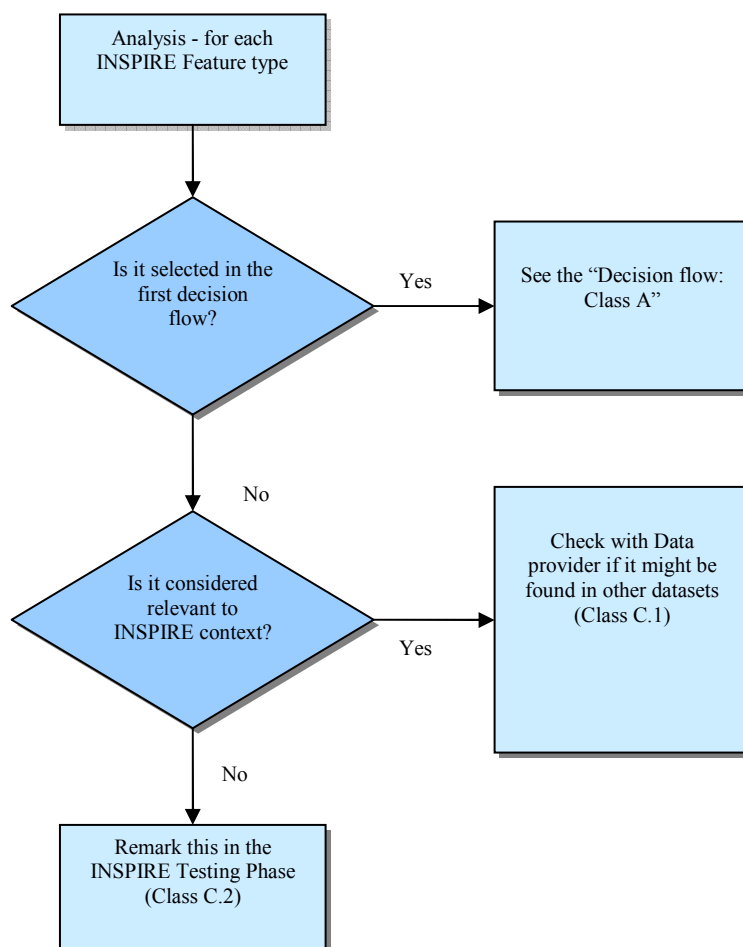 Analysis - for each
INSPIRE Feature type
Is it selected in the
first decision
flow?
Yes
See the “Decision flow:
Class A”
No
Is it considered
relevant to
INSPIRE context?
Yes
Check with Data
provider if it might be
found in other datasets
(Class C.1)
No
Remark this in the
INSPIRE Testing Phase
(Class C.2)